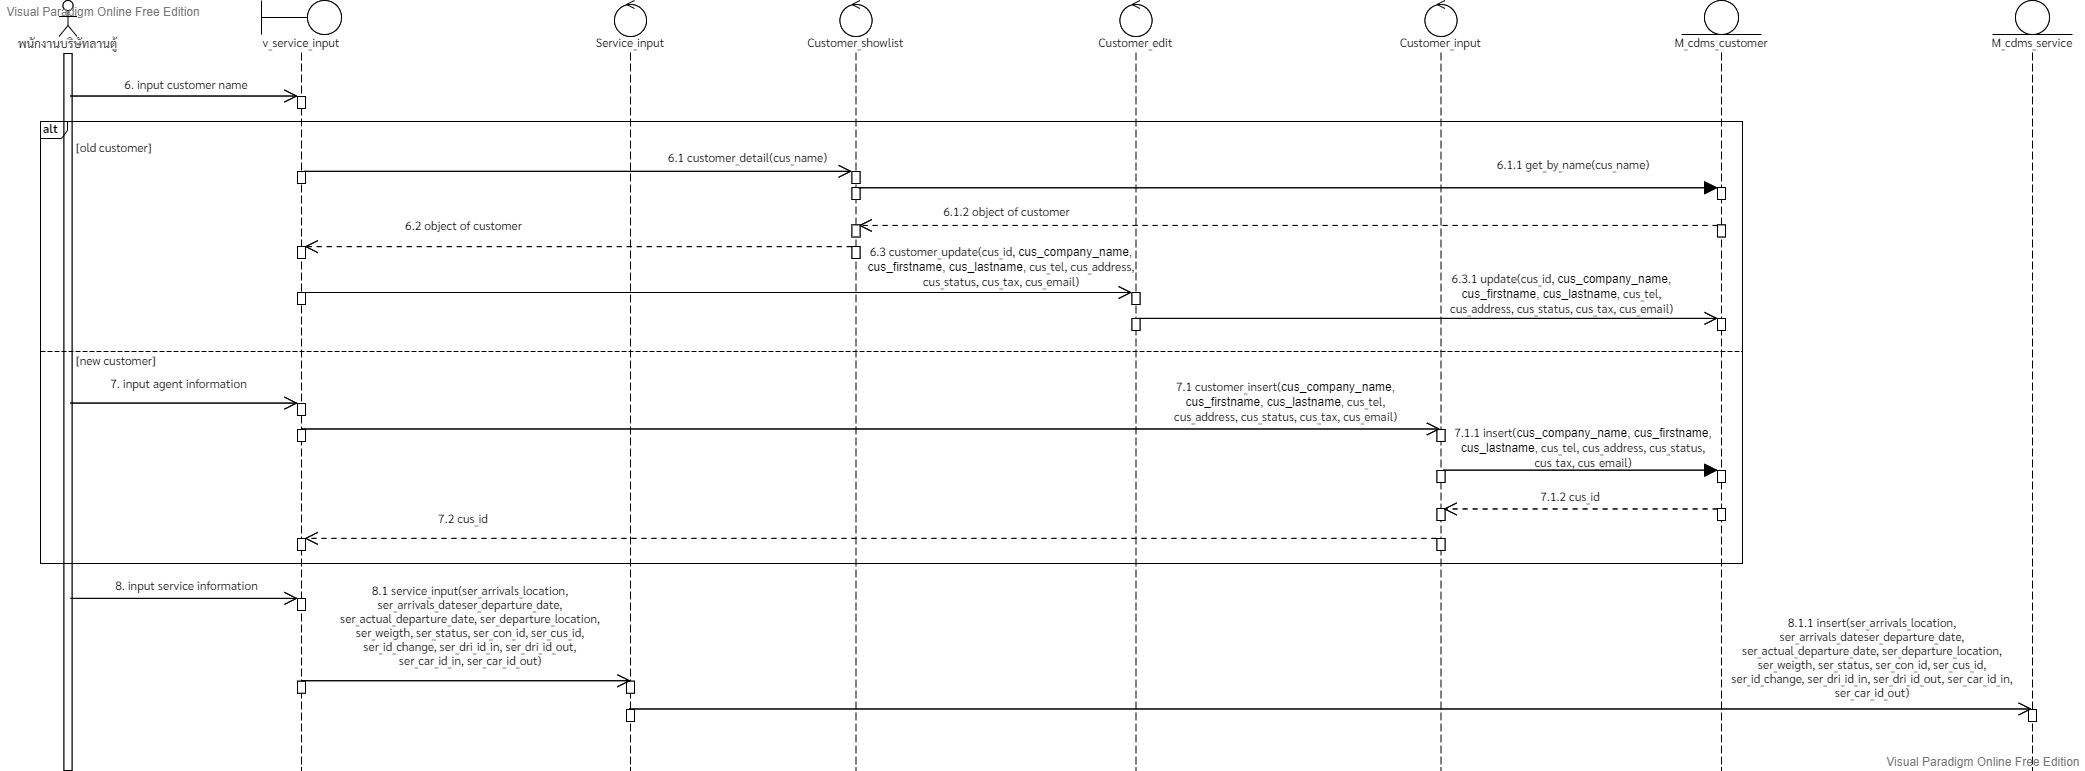 Visual Paradigm Online Free Edition
พนักงานบริษัทลานตู้
v_service_input
Service_input
Customer_showlist
Customer_edit
Customer_input
M_cdms_customer
M_cdms_service
6. input customer name
alt
[old customer]
6.1 customer_detail(cus_name)
6.1.1 get_by_name(cus_name)
6.1.2 object of customer
6.2 object of customer
6.3 customer_update(cus_id, cus_company_name,
cus_firstname, cus_lastname, cus_tel, cus_address,
cus_status, cus_tax, cus_email)
6.3.1 update(cus_id, cus_company_name,
cus_firstname, cus_lastname, cus_tel,
cus_address, cus_status, cus_tax, cus_email)
[new customer]
7. input agent information
7.1 customer_insert(cus_company_name,
cus_firstname, cus_lastname, cus_tel,
cus_address, cus_status, cus_tax, cus_email)
7.1.1 insert(cus_company_name, cus_firstname,
cus_lastname, cus_tel, cus_address, cus_status,
cus_tax, cus_email)
7.1.2 cus_id
7.2 cus_id
8. input service information
8.1 service_input(ser_arrivals_location,
ser_arrivals_dateser_departure_date,
ser_actual_departure_date, ser_departure_location,
ser_weigth, ser_status, ser_con_id, ser_cus_id,
ser_id_change, ser_dri_id_in, ser_dri_id_out,
ser_car_id_in, ser_car_id_out)
8.1.1 insert(ser_arrivals_location,
ser_arrivals_dateser_departure_date,
ser_actual_departure_date, ser_departure_location,
ser_weigth, ser_status, ser_con_id, ser_cus_id,
ser_id_change, ser_dri_id_in, ser_dri_id_out, ser_car_id_in,
ser_car_id_out)
Visual Paradigm Online Free Edition